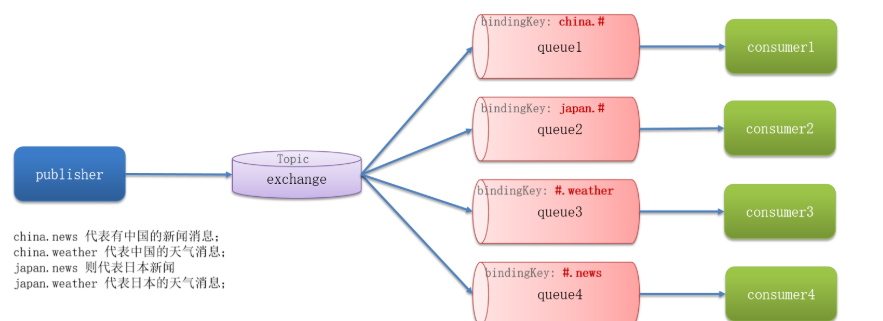 bindingKey: china.#
queue1
consumer1
bindingKey: japan.#
queue2
consumer2
Topic
exchange
publisher
bindingKey: #.weather
queue3
consumer3
china.news 代表有中国的新闻消息；
china.weather 代表中国的天气消息；
japan.news 则代表日本新闻
japan.weather 代表日本的天气消息；
bindingKey: #.news
queue4
consumer4